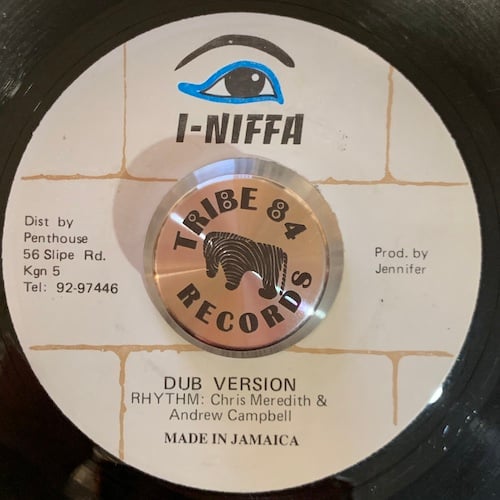 I-NIFFA
TRIBE 84
RECORDS
Dist by
Penthouse
56 Slipe Rd.
Kgn 5
Tel: 92-97446
Prod. by
Jennifer
DUB VERSION
RHYTHM: Chris Meredith &
Andrew Campbell
MADE IN JAMAICA